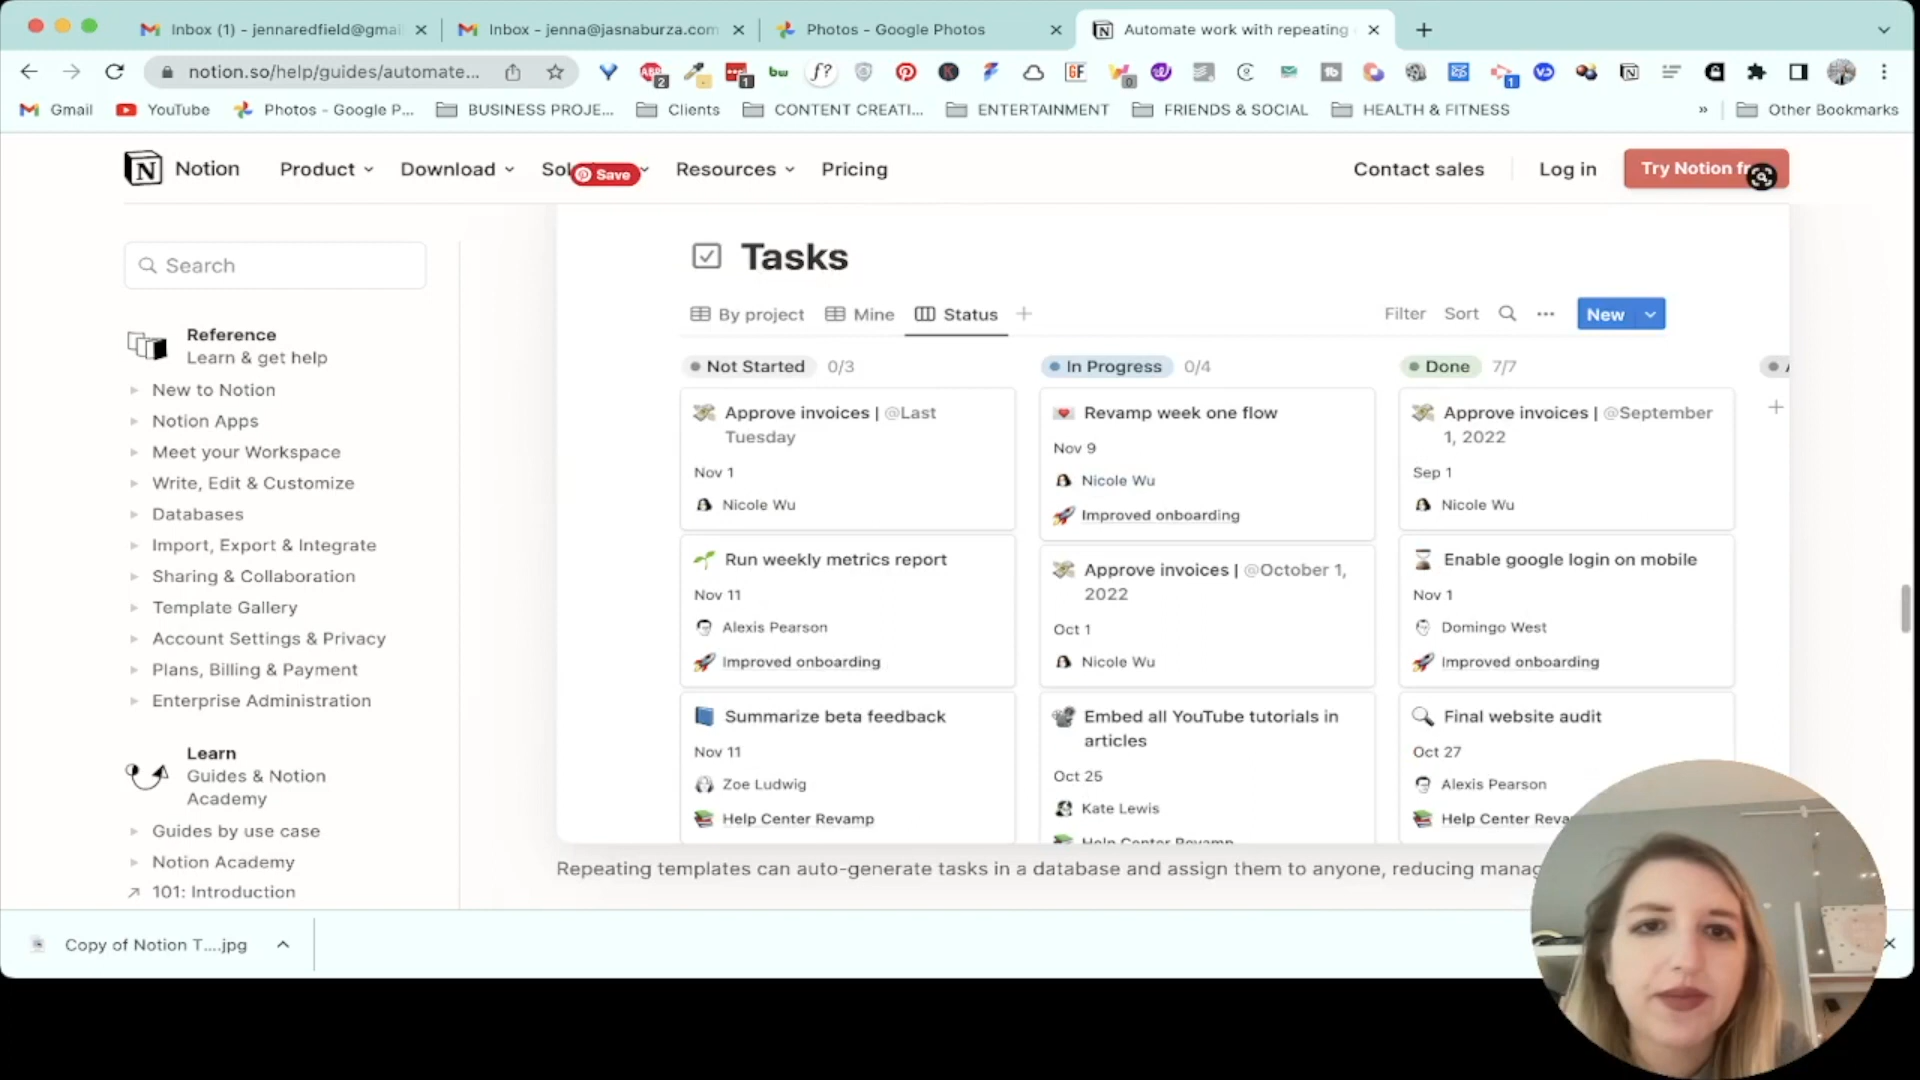 Inbox (1) - jennaredfield@gmai
Inbox - jenna@jasnaburza.com
Photos - Google Photos
Automate work with repeating
notion.so/help/guides/automate...
Gmail
YouTube
Photos - Google P...
BUSINESS PROJE...
Clients
CONTENT CREATI...
ENTERTAINMENT
FRIENDS & SOCIAL
HEALTH & FITNESS
»
Other Bookmarks
Notion
Product
Download
Sol
Save
Resources
Pricing
Contact sales
Log in
Try Notion fr
Search
Reference
Learn & get help
New to Notion
Notion Apps
Meet your Workspace
Write, Edit & Customize
Databases
Import, Export & Integrate
Sharing & Collaboration
Template Gallery
Account Settings & Privacy
Plans, Billing & Payment
Enterprise Administration
Learn
Guides & Notion
Academy
Guides by use case
Notion Academy
101: Introduction
Tasks
By project
Mine
Status
Filter
Sort
New
Not Started 0/3
Approve invoices | @Last
Tuesday
Nov 1
Nicole Wu
Run weekly metrics report
Nov 11
Alexis Pearson
Improved onboarding
Summarize beta feedback
Nov 11
Zoe Ludwig
Help Center Revamp
In Progress 0/4
Revamp week one flow
Nov 9
Nicole Wu
Improved onboarding
Approve invoices | @October 1,
2022
Oct 1
Nicole Wu
Embed all YouTube tutorials in
articles
Oct 25
Kate Lewis
Help Center Revamp
Done 7/7
Approve invoices | @September
1, 2022
Sep 1
Nicole Wu
Enable google login on mobile
Nov 1
Domingo West
Improved onboarding
Final website audit
Oct 27
Alexis Pearson
Help Center Reva
Repeating templates can auto-generate tasks in a database and assign them to anyone, reducing manag
Copy of Notion T....jpg